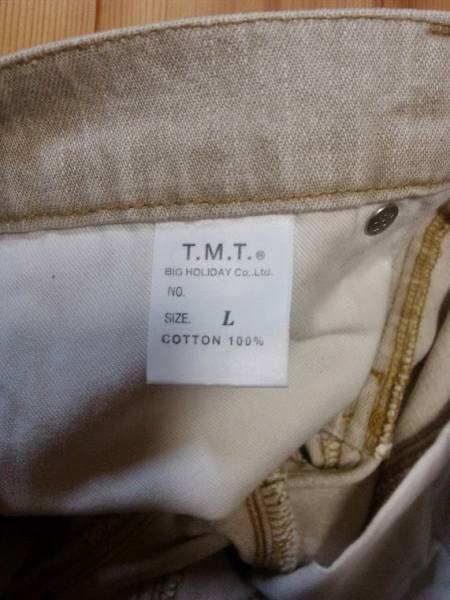 T.M.T.®
BIG HOLIDAY Co,.Ltd.
NO.
SIZE. L
COTTON 100%